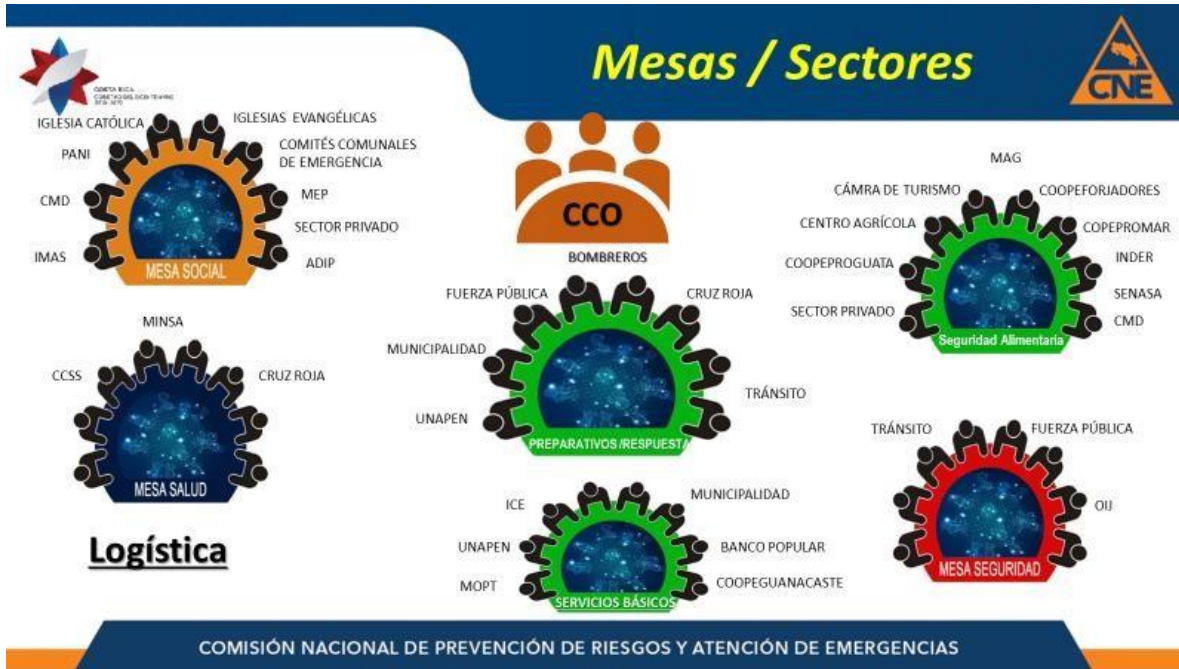 Mesas / Sectores
CNE
COSTA RICA
IGLESIA CATÓLICA
IGLESIAS EVANGÉLICAS
PANI
COMITÉS COMUNALES
DE EMERGENCIA
CMD
MEP
SECTOR PRIVADO
IMAS
ADIP
MESA SOCIAL
CCO
BOMBREROS
FUERZA PÚBLICA
CRUZ ROJA
MUNICIPALIDAD
TRÁNSITO
UNAPEN
PREPARATIVOS/RESPUESTA
MAG
CÁMRA DE TURISMO
COOPEFORJADORES
CENTRO AGRÍCOLA
COPEPROMAR
COOPEPROGUATA
INDER
SENASA
SECTOR PRIVADO
CMD
Seguridad Alimentaria
MINSA
CCSS
CRUZ ROJA
MESA SALUD
Logística
ICE
MUNICIPALIDAD
UNAPEN
BANCO POPULAR
MOPT
COOPEGUANACASTE
SERVICIOS BÁSICOS
TRÁNSITO
FUERZA PÚBLICA
OIJ
MESA SEGURIDAD
COMISIÓN NACIONAL DE PREVENCIÓN DE RIESGOS Y ATENCIÓN DE EMERGENCIAS